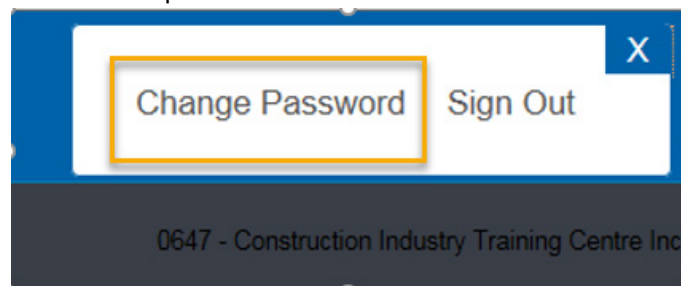 X
Change Password Sign Out
0647 - Construction Industry Training Centre Inc